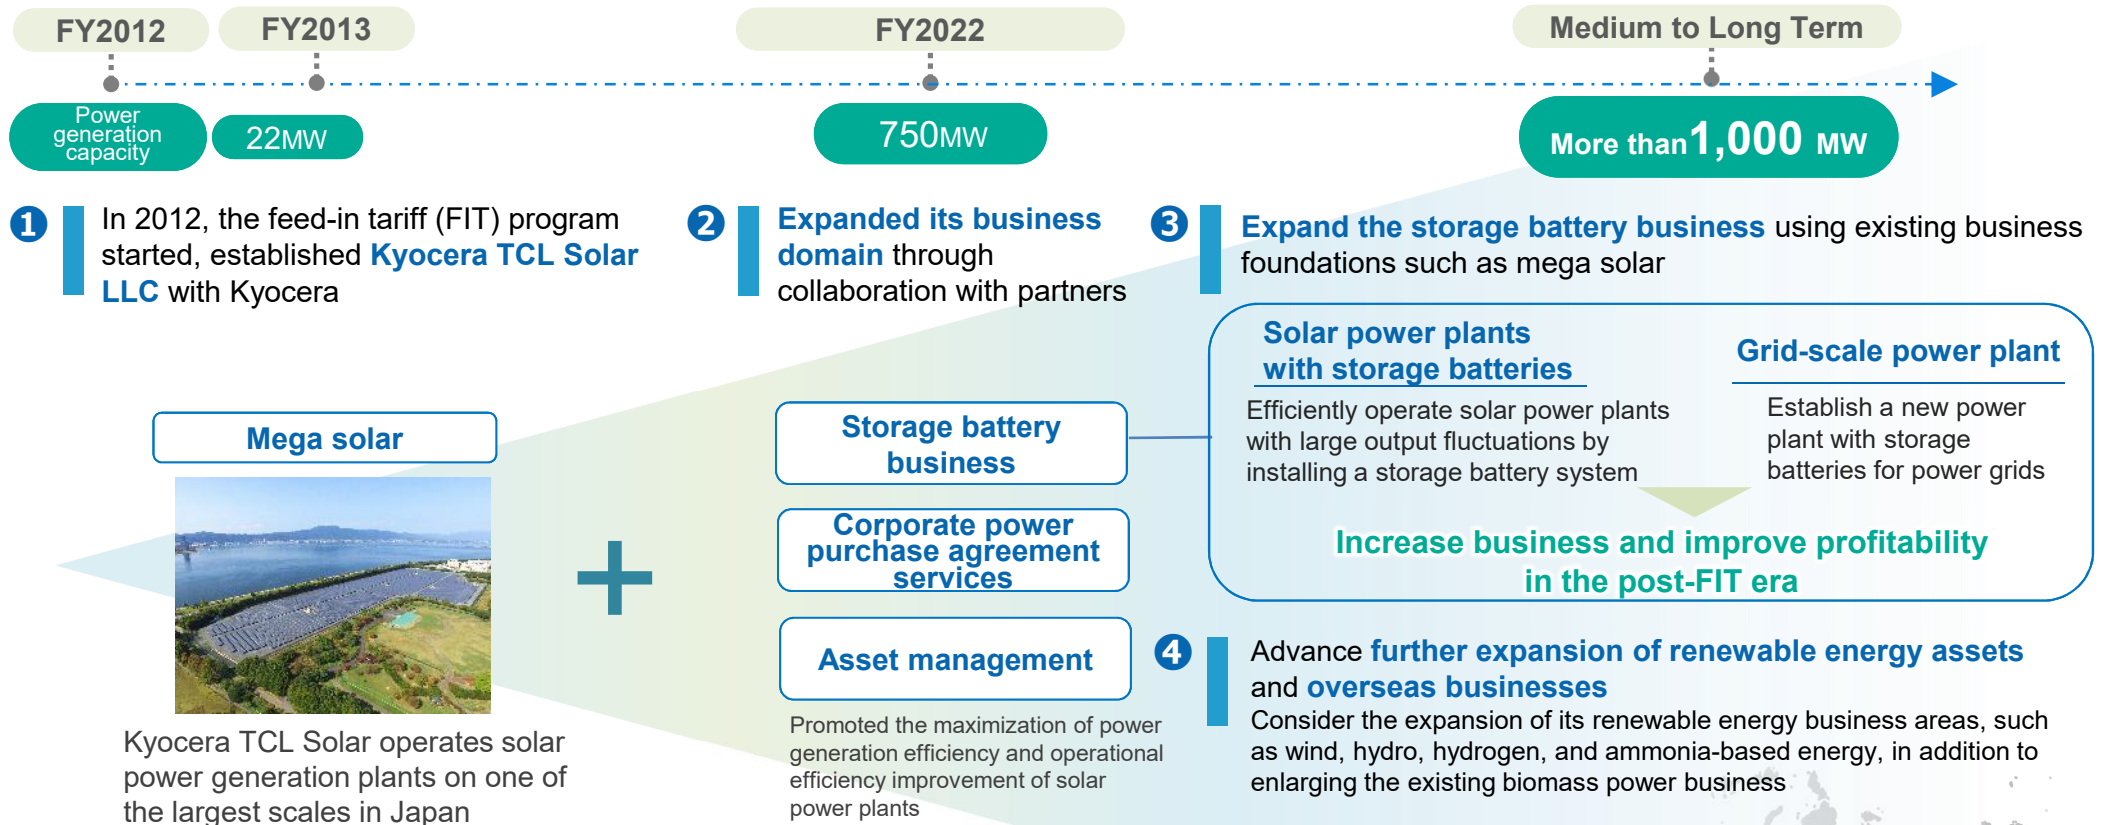 FY2012
FY2013
FY2022
Medium to Long Term
Power
generation
capacity
22MW
750MW
More than 1,000 MW
1
In 2012, the feed-in tariff (FIT) program
started, established Kyocera TCL Solar
LLC with Kyocera
Mega solar
Kyocera TCL Solar operates solar
power generation plants on one of
the largest scales in Japan
+
2
Expanded its business
domain through
collaboration with partners
Storage battery
business
Corporate power
purchase agreement
services
Asset management
Promoted the maximization of power
generation efficiency and operational
efficiency improvement of solar
power plants
3
Expand the storage battery business using existing business
foundations such as mega solar
Solar power plants
with storage batteries
Efficiently operate solar power plants
with large output fluctuations by
installing a storage battery system
Grid-scale power plant
Establish a new power
plant with storage
batteries for power grids
Increase business and improve profitability
in the post-FIT era
4
Advance further expansion of renewable energy assets
and overseas businesses
Consider the expansion of its renewable energy business areas, such
as wind, hydro, hydrogen, and ammonia-based energy, in addition to
enlarging the existing biomass power business